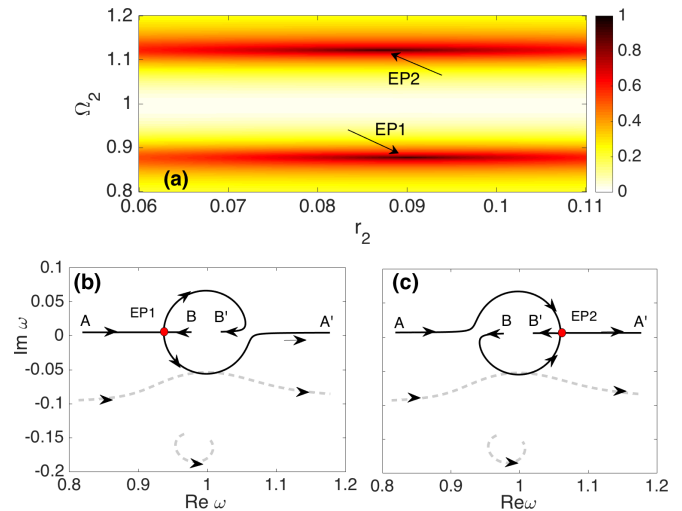 1.2
1.1
1
0.9
0.8
Ω2
EP2
EP1
(a)
0.06 0.07 0.08 0.09 0.1 0.11
r2
1
0.8
0.6
0.4
0.2
0
(b)
0.1
0.05
0
-0.05
-0.1
-0.15
-0.2
Im ω
A EP1 B B' A'
0.8 0.9 1 1.1 1.2
Re ω
(c)
A B B' EP2 A'
0.8 0.9 1 1.1 1.2
Reω